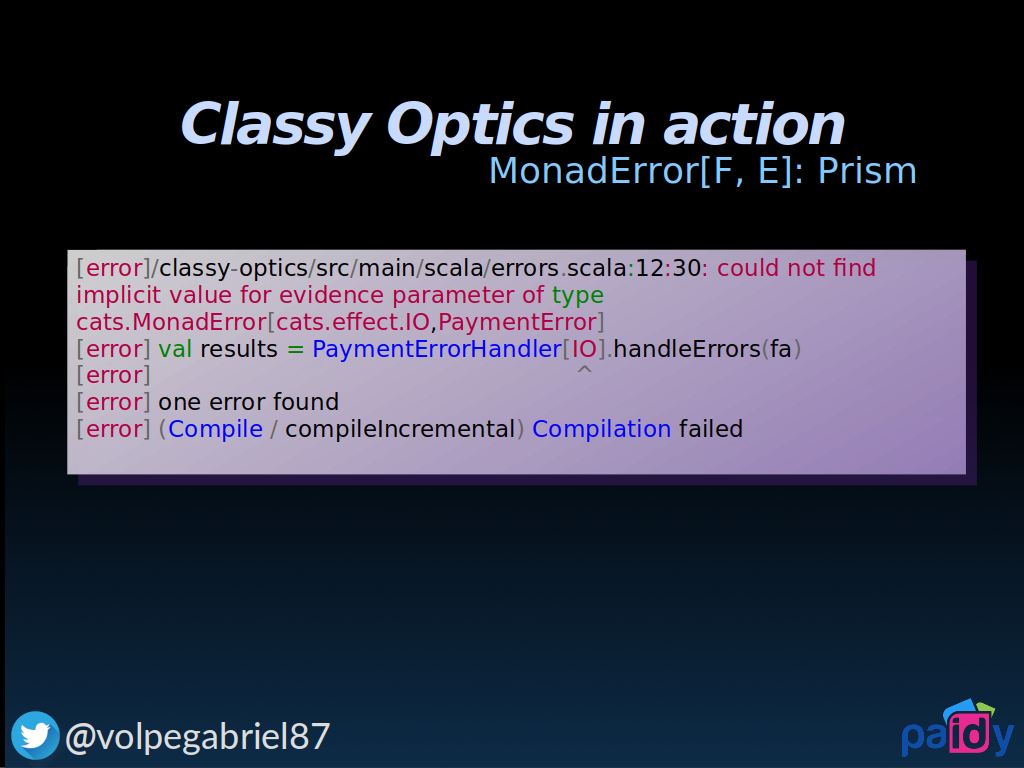 Classy Optics in action
MonadError[F, E]: Prism
[error]/classy-optics/src/main/scala/errors.scala:12:30: could not find
implicit value for evidence parameter of type
cats.MonadError[cats.effect.IO,PaymentError]
[error] val results = PaymentErrorHandler[IO].handleErrors(fa)
[error] ^
[error] one error found
[error] (Compile / compileIncremental) Compilation failed
@volpegabriel87
paidy